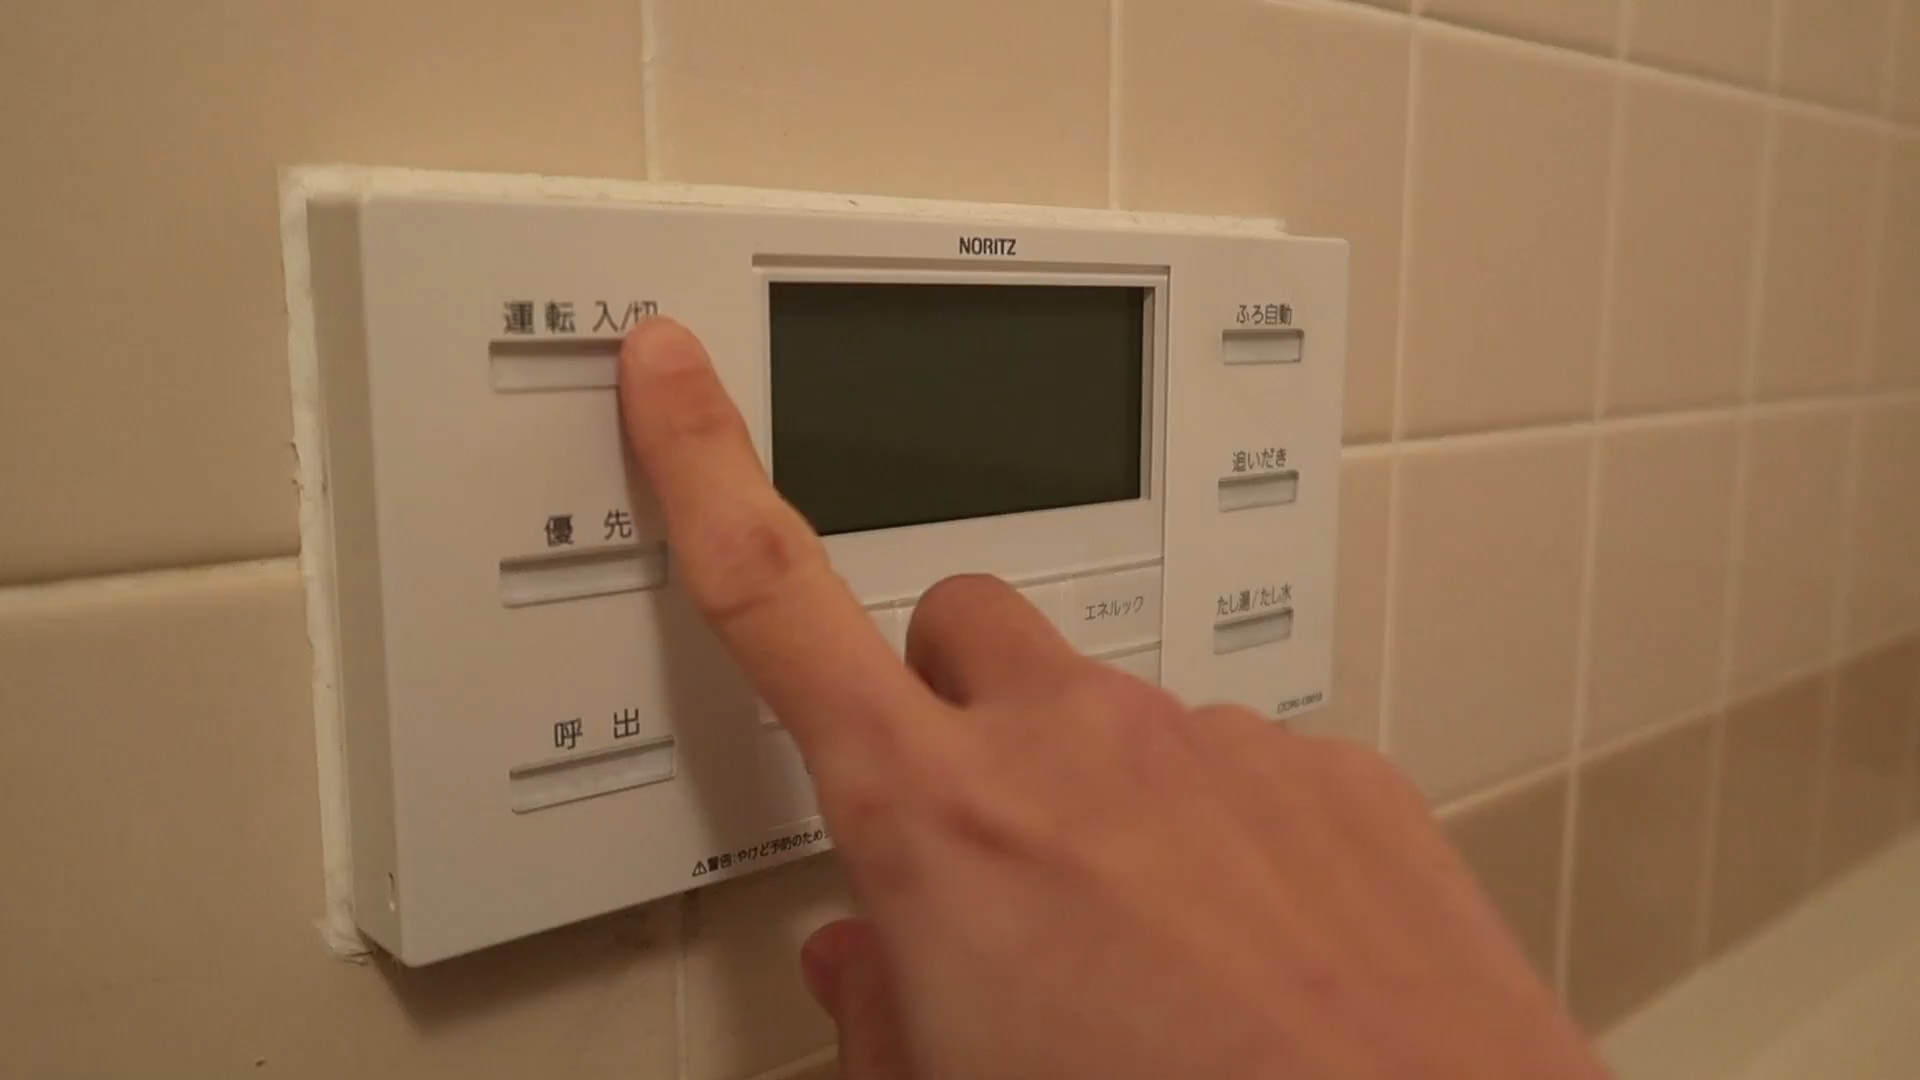 NORITZ
運転 入/切
ふろ自動
追いだき
優先
エネルック
たし湯/たし水
呼出
⚠警告:やけど予防のため